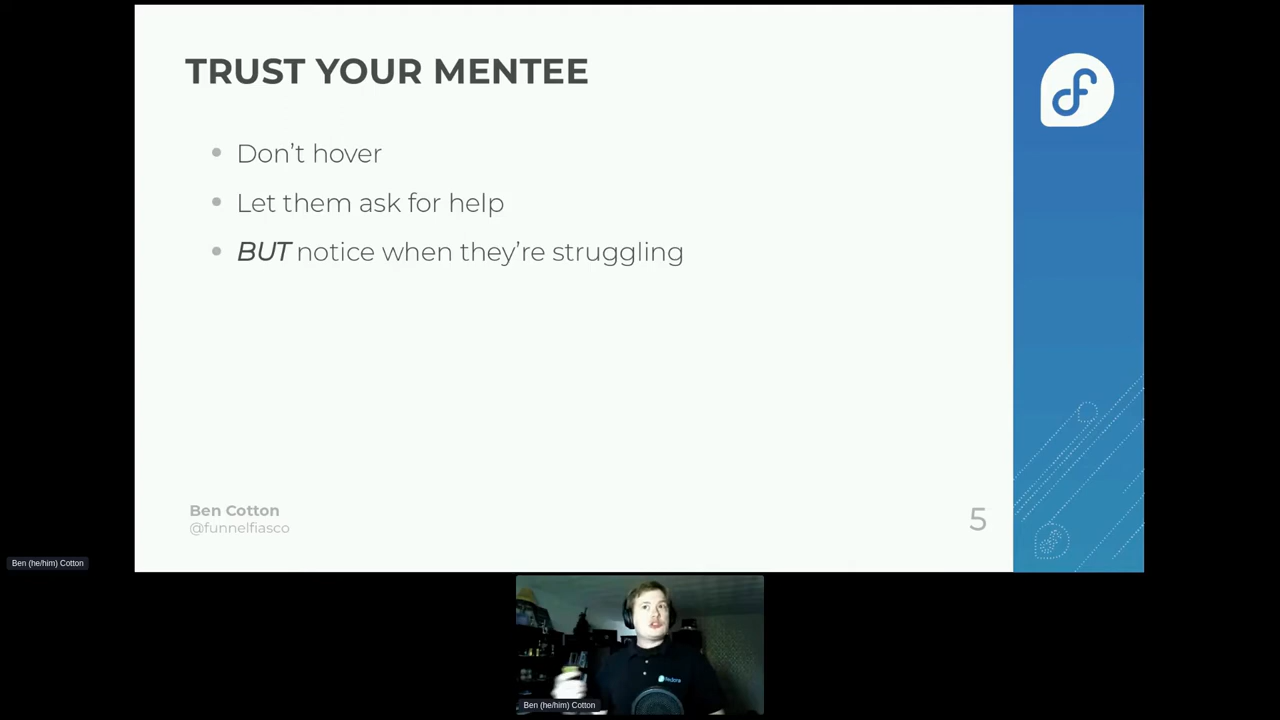 TRUST YOUR MENTEE
Don’t hover
Let them ask for help
BUT notice when they’re struggling
Ben Cotton
@funnelfiasco
5
Ben (he/him) Cotton
fedora
Ben (he/him) Cotton